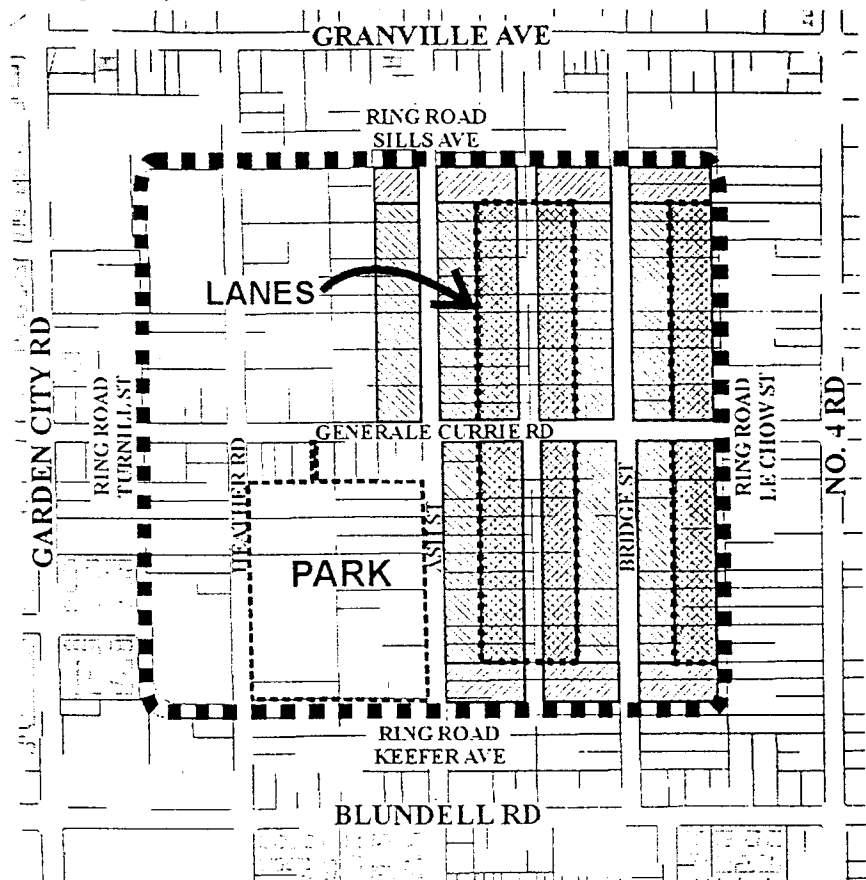 GRANVILLE AVE
RING ROAD
SILLS AVE
LANES
GARDEN CITY RD
RING ROAD
TURNILL ST
GENERALE CURRIE RD
RING ROAD
LE CHOW ST
NO. 4 RD
HEATHER RD
PARK
ASH ST
BRIDGE ST
RING ROAD
KEEFER AVE
BLUNDELL RD